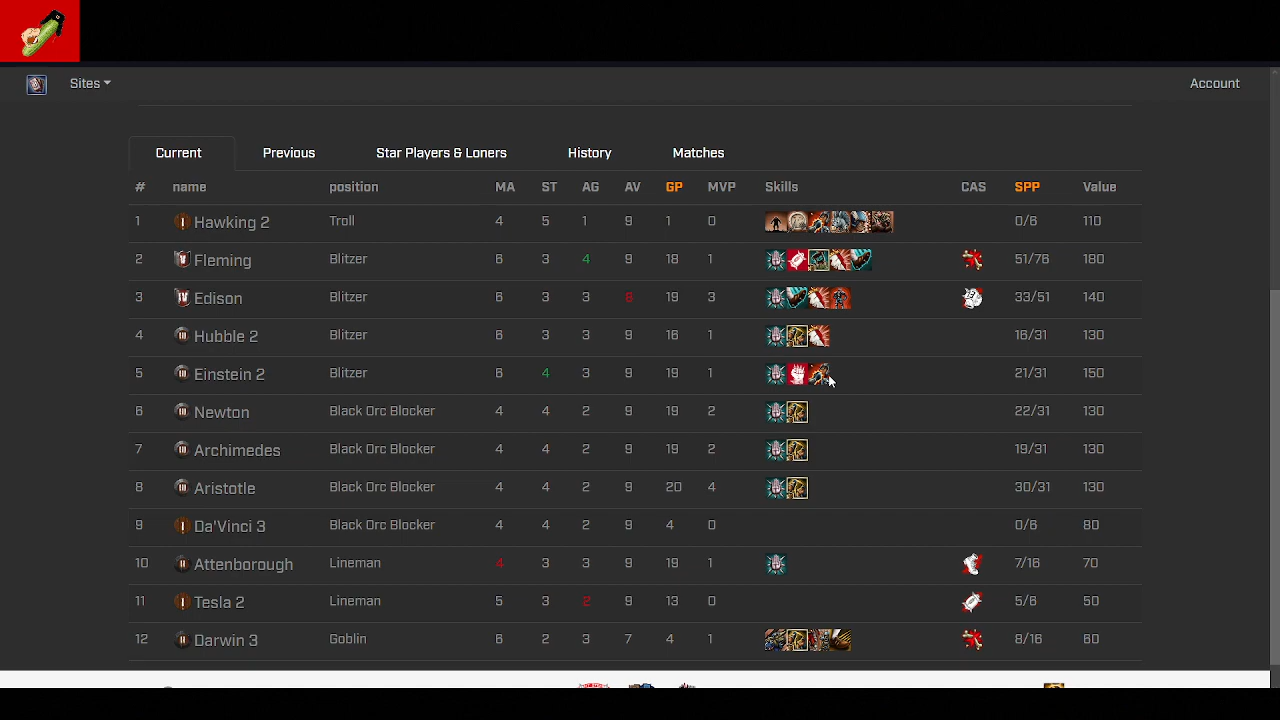 Sites Account
Current Previous Star Players & Loners History Matches
# name position MA ST AG AV GP MVP Skills CAS SPP Value
1 Hawking 2 Troll 4 5 1 9 1 0 0/6 110
2 Fleming Blitzer 6 3 4 9 18 1 51/76 180
3 Edison Blitzer 6 3 3 8 19 3 33/51 140
4 Hubble 2 Blitzer 6 3 3 9 16 1 16/31 130
5 Einstein 2 Blitzer 6 4 3 9 19 1 21/31 150
6 Newton Black Orc Blocker 4 4 2 9 19 2 22/31 130
7 Archimedes Black Orc Blocker 4 4 2 9 19 2 19/31 130
8 Aristotle Black Orc Blocker 4 4 2 9 20 4 30/31 130
9 Da'Vinci 3 Black Orc Blocker 4 4 2 9 4 0 0/6 80
10 Attenborough Lineman 4 3 3 9 19 1 7/16 70
11 Tesla 2 Lineman 5 3 2 9 13 0 5/6 50
12 Darwin 3 Goblin 6 2 3 7 4 1 8/16 60